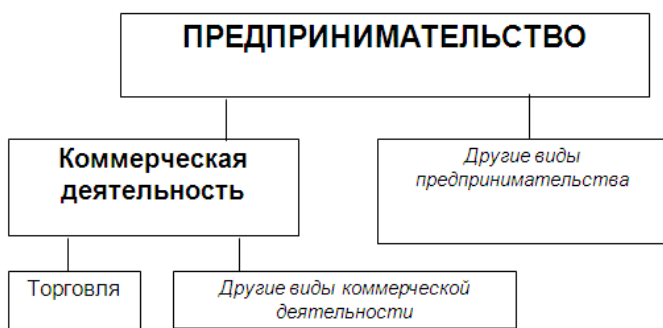 ПРЕДПРИНИМАТЕЛЬСТВО
Коммерческая
деятельность
Другие виды
предпринимательства
Торговля
Другие виды коммерческой
деятельности